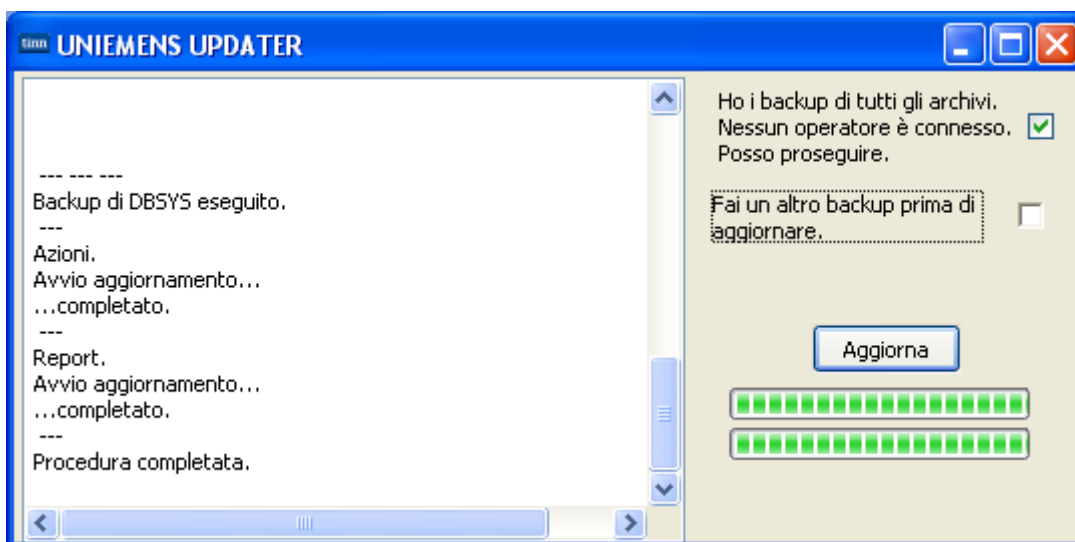 tinn UNIEMENS UPDATER
--- --- ---
Backup di DBSYS eseguito.
---
Azioni.
Avvio aggiornamento...
...completato.
---
Report.
Avvio aggiornamento...
...completato.
---
Procedura completata.
Ho i backup di tutti gli archivi.
Nessun operatore è connesso.
Posso proseguire.
Fai un altro backup prima di
aggiornare.
Aggiorna